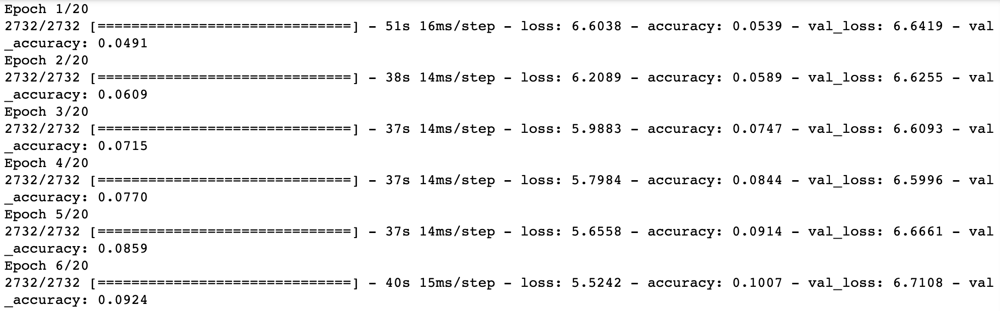 Epoch 1/20
2732/2732 [==============================] - 51s 16ms/step - loss: 6.6038 - accuracy: 0.0539 - val_loss: 6.6419 - val
_accuracy: 0.0491
Epoch 2/20
2732/2732 [==============================] - 38s 14ms/step - loss: 6.2089 - accuracy: 0.0589 - val_loss: 6.6255 - val
_accuracy: 0.0609
Epoch 3/20
2732/2732 [==============================] - 37s 14ms/step - loss: 5.9883 - accuracy: 0.0747 - val_loss: 6.6093 - val
_accuracy: 0.0715
Epoch 4/20
2732/2732 [==============================] - 37s 14ms/step - loss: 5.7984 - accuracy: 0.0844 - val_loss: 6.5996 - val
_accuracy: 0.0770
Epoch 5/20
2732/2732 [==============================] - 37s 14ms/step - loss: 5.6558 - accuracy: 0.0914 - val_loss: 6.6661 - val
_accuracy: 0.0859
Epoch 6/20
2732/2732 [==============================] - 40s 15ms/step - loss: 5.5242 - accuracy: 0.1007 - val_loss: 6.7108 - val
_accuracy: 0.0924